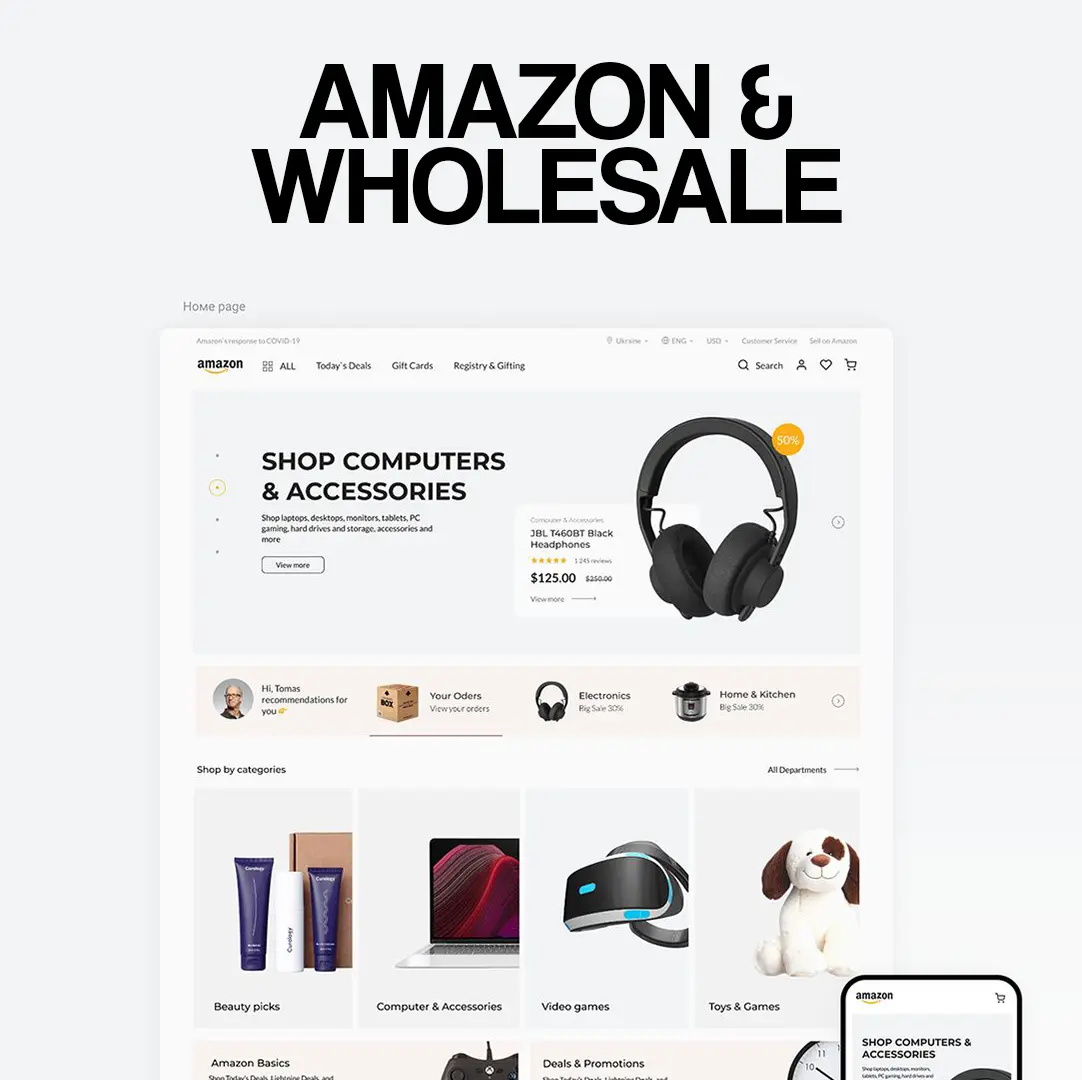 AMAZON &
WHOLESALE
Home page
Amazon`s response to COVID-19
Ukraine
ENG
USD
Customer Service
Sell on Amazon
amazon
ALL
Today`s Deals
Gift Cards
Registry & Gifting
Search
SHOP COMPUTERS
& ACCESSORIES
Shop laptops, desktops, monitors, tablets, PC
gaming, hard drives and storage, accessories and
more
View more
50%
Computer & Accessories
JBL T460BT Black
Headphones
1 245 reviews
$125.00 $250.00
View more
Hi, Tomas
recommendations for
you
BOX
Your Oders
View your orders
Electronics
Big Sale 30%
Home & Kitchen
Big Sale 30%
Shop by categories
All Departments
Curology
Curology
Curology
Beauty picks
Computer & Accessories
Video games
Toys & Games
Amazon Basics
Shop Today's Deals, Lightning Deals, and
Deals & Promotions
Shop Today's Deals, Lightning Deals, and
11
10
amazon
SHOP COMPUTERS &
ACCESSORIES
Shop laptops, desktops, monitors,
tablets, PC gaming, hard drives and